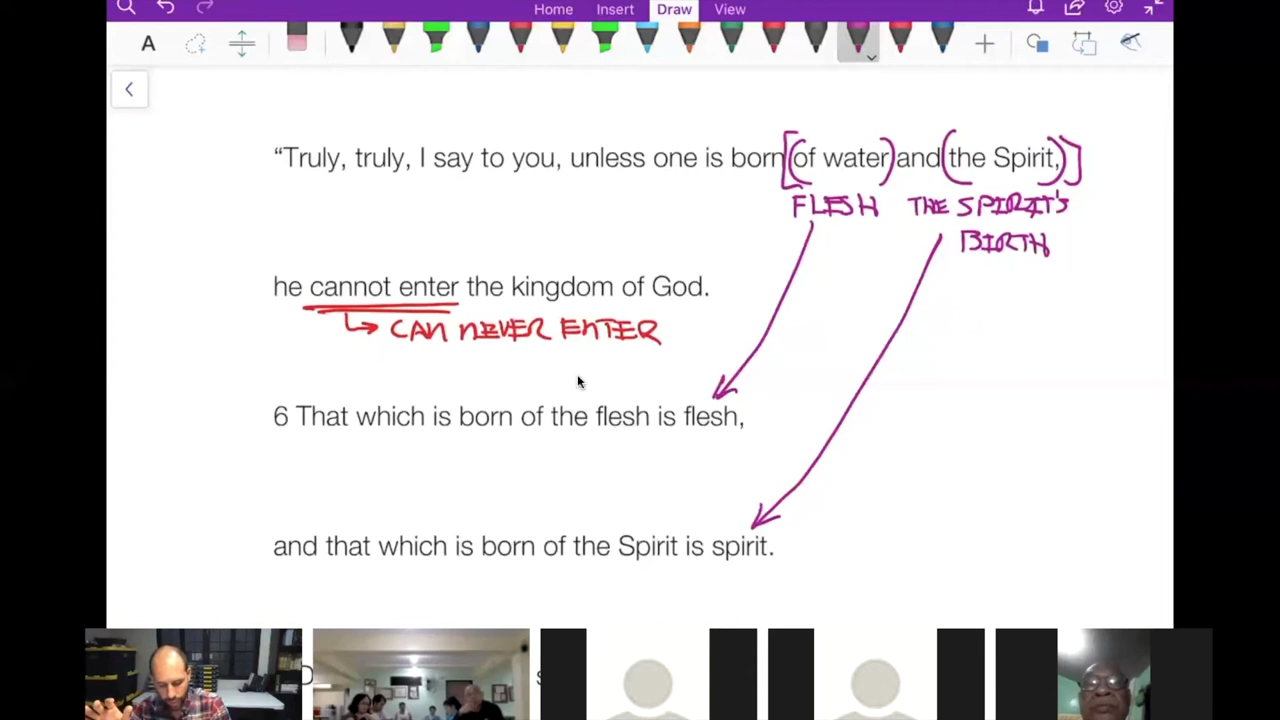 Home Insert Draw View
A
“Truly, truly, I say to you, unless one is born of water and the Spirit,
FLESH THE SPIRIT'S
BIRTH
he cannot enter the kingdom of God.
CAN NEVER ENTER
6 That which is born of the flesh is flesh,
and that which is born of the Spirit is spirit.